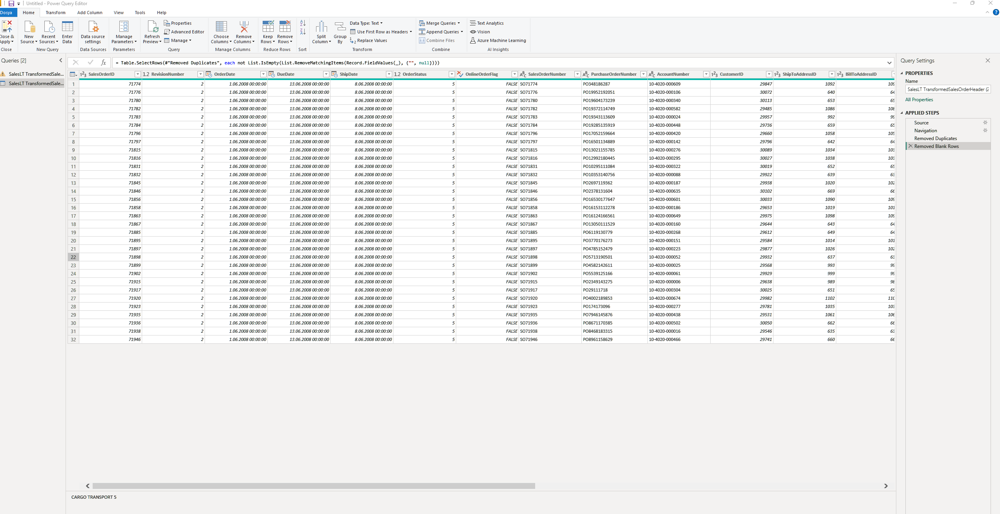 Untitled - Power Query Editor
Dosya Home Transform Add Column View Tools Help
Close & Apply
New Source
Recent Sources
Enter Data
Data source settings
Manage Parameters
Refresh Preview
Properties
Advanced Editor
Manage
Choose Columns
Remove Columns
Keep Rows
Remove Rows
Split Column
Group By
Data Type: Text
Use First Row as Headers
Replace Values
Merge Queries
Append Queries
Combine Files
Text Analytics
Vision
Azure Machine Learning
Close New Query Data Sources Parameters Query Manage Columns Reduce Rows Sort Transform Combine AI Insights
Queries [2]
SalesLT TransformedSale...
SalesLT TransformedSale...
= Table.SelectRows(#"Removed Duplicates", each not List.IsEmpty(List.RemoveMatchingItems(Record.FieldValues(_), {"", null})))
SalesOrderID RevisionNumber OrderDate DueDate ShipDate OrderStatus OnlineOrderFlag SalesOrderNumber PurchaseOrderNumber AccountNumber CustomerID ShipToAddressID BillToAddressID
1 71774 2 1.06.2008 00:00:00 13.06.2008 00:00:00 8.06.2008 00:00:00 5 FALSE SO71774 PO348186287 10-4020-000609 29847 1092 109
2 71776 2 1.06.2008 00:00:00 13.06.2008 00:00:00 8.06.2008 00:00:00 5 FALSE SO71776 PO19952192051 10-4020-000106 30072 640 64
3 71780 2 1.06.2008 00:00:00 13.06.2008 00:00:00 8.06.2008 00:00:00 5 FALSE SO71780 PO19604173239 10-4020-000340 30113 653 65
4 71782 2 1.06.2008 00:00:00 13.06.2008 00:00:00 8.06.2008 00:00:00 5 FALSE SO71782 PO19372114749 10-4020-000582 29485 1086 108
5 71783 2 1.06.2008 00:00:00 13.06.2008 00:00:00 8.06.2008 00:00:00 5 FALSE SO71783 PO19343113609 10-4020-000024 29957 992 99
6 71784 2 1.06.2008 00:00:00 13.06.2008 00:00:00 8.06.2008 00:00:00 5 FALSE SO71784 PO19285135919 10-4020-000448 29736 659 65
7 71796 2 1.06.2008 00:00:00 13.06.2008 00:00:00 8.06.2008 00:00:00 5 FALSE SO71796 PO17052159664 10-4020-000420 29660 1058 105
8 71797 2 1.06.2008 00:00:00 13.06.2008 00:00:00 8.06.2008 00:00:00 5 FALSE SO71797 PO16501134889 10-4020-000142 29796 642 64
9 71815 2 1.06.2008 00:00:00 13.06.2008 00:00:00 8.06.2008 00:00:00 5 FALSE SO71815 PO13021155785 10-4020-000276 30089 1034 103
10 71816 2 1.06.2008 00:00:00 13.06.2008 00:00:00 8.06.2008 00:00:00 5 FALSE SO71816 PO12992180445 10-4020-000295 30027 1038 103
11 71831 2 1.06.2008 00:00:00 13.06.2008 00:00:00 8.06.2008 00:00:00 5 FALSE SO71831 PO10295111084 10-4020-000322 30019 652 65
12 71832 2 1.06.2008 00:00:00 13.06.2008 00:00:00 8.06.2008 00:00:00 5 FALSE SO71832 PO10353140756 10-4020-000088 29922 639 63
13 71845 2 1.06.2008 00:00:00 13.06.2008 00:00:00 8.06.2008 00:00:00 5 FALSE SO71845 PO2697119362 10-4020-000187 29938 1020 102
14 71846 2 1.06.2008 00:00:00 13.06.2008 00:00:00 8.06.2008 00:00:00 5 FALSE SO71846 PO2378131604 10-4020-000635 30102 669 66
15 71856 2 1.06.2008 00:00:00 13.06.2008 00:00:00 8.06.2008 00:00:00 5 FALSE SO71856 PO16530177647 10-4020-000601 30033 1090 109
16 71858 2 1.06.2008 00:00:00 13.06.2008 00:00:00 8.06.2008 00:00:00 5 FALSE SO71858 PO16153112278 10-4020-000186 29653 1019 101
17 71863 2 1.06.2008 00:00:00 13.06.2008 00:00:00 8.06.2008 00:00:00 5 FALSE SO71863 PO16124166561 10-4020-000649 29975 1098 109
18 71867 2 1.06.2008 00:00:00 13.06.2008 00:00:00 8.06.2008 00:00:00 5 FALSE SO71867 PO13050111529 10-4020-000160 29644 643 64
19 71885 2 1.06.2008 00:00:00 13.06.2008 00:00:00 8.06.2008 00:00:00 5 FALSE SO71885 PO6119130779 10-4020-000268 29612 649 64
20 71895 2 1.06.2008 00:00:00 13.06.2008 00:00:00 8.06.2008 00:00:00 5 FALSE SO71895 PO3770176273 10-4020-000151 29584 1014 101
21 71897 2 1.06.2008 00:00:00 13.06.2008 00:00:00 8.06.2008 00:00:00 5 FALSE SO71897 PO4785152479 10-4020-000223 29877 1026 102
22 71898 2 1.06.2008 00:00:00 13.06.2008 00:00:00 8.06.2008 00:00:00 5 FALSE SO71898 PO5713190501 10-4020-000052 29932 637 63
23 71899 2 1.06.2008 00:00:00 13.06.2008 00:00:00 8.06.2008 00:00:00 5 FALSE SO71899 PO4582142611 10-4020-000025 29568 993 99
24 71902 2 1.06.2008 00:00:00 13.06.2008 00:00:00 8.06.2008 00:00:00 5 FALSE SO71902 PO5539125166 10-4020-000061 29929 999 99
25 71915 2 1.06.2008 00:00:00 13.06.2008 00:00:00 8.06.2008 00:00:00 5 FALSE SO71915 PO2349143275 10-4020-000006 29638 989 98
26 71917 2 1.06.2008 00:00:00 13.06.2008 00:00:00 8.06.2008 00:00:00 5 FALSE SO71917 PO29111718 10-4020-000304 30025 651 65
27 71920 2 1.06.2008 00:00:00 13.06.2008 00:00:00 8.06.2008 00:00:00 5 FALSE SO71920 PO4002189853 10-4020-000674 29982 1102 110
28 71923 2 1.06.2008 00:00:00 13.06.2008 00:00:00 8.06.2008 00:00:00 5 FALSE SO71923 PO174173096 10-4020-000277 29781 1035 103
29 71935 2 1.06.2008 00:00:00 13.06.2008 00:00:00 8.06.2008 00:00:00 5 FALSE SO71935 PO7946145876 10-4020-000438 29531 1061 106
30 71936 2 1.06.2008 00:00:00 13.06.2008 00:00:00 8.06.2008 00:00:00 5 FALSE SO71936 PO8671170385 10-4020-000502 30050 662 66
31 71938 2 1.06.2008 00:00:00 13.06.2008 00:00:00 8.06.2008 00:00:00 5 FALSE SO71938 PO8468183315 10-4020-000016 29546 635 63
32 71946 2 1.06.2008 00:00:00 13.06.2008 00:00:00 8.06.2008 00:00:00 5 FALSE SO71946 PO8961158629 10-4020-000466 29741 660 66
CARGO TRANSPORT 5
Query Settings
PROPERTIES
Name
SalesLT TransformedSalesOrderHeader (2
All Properties
APPLIED STEPS
Source
Navigation
Removed Duplicates
Removed Blank Rows